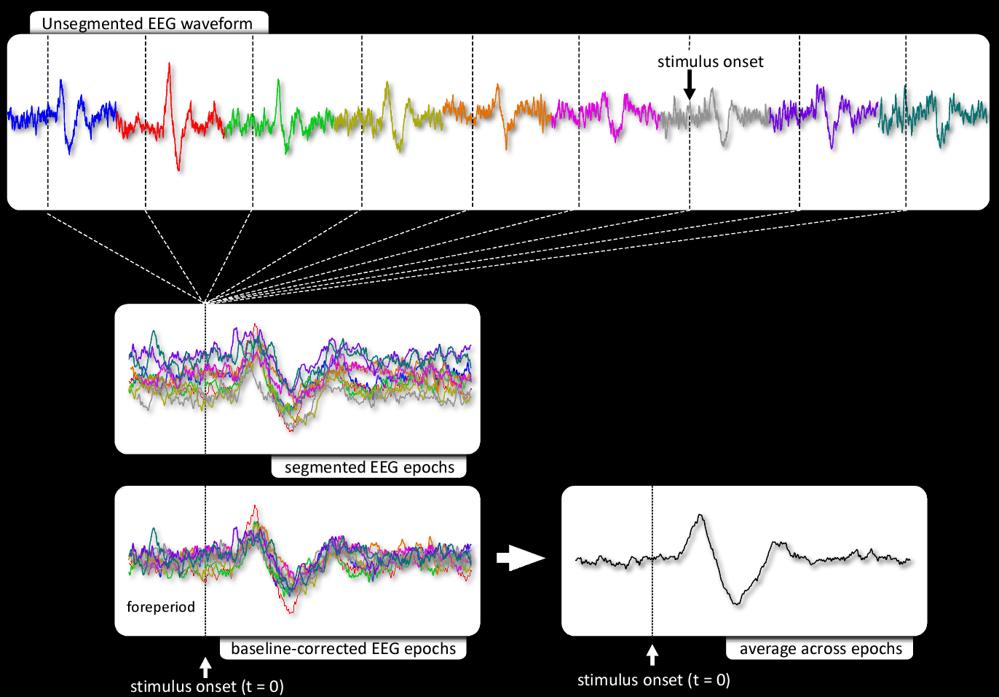 Unsegmented EEG waveform
stimulus onset
segmented EEG epochs
foreperiod
baseline-corrected EEG epochs
average across epochs
stimulus onset (t = 0)
stimulus onset (t = 0)